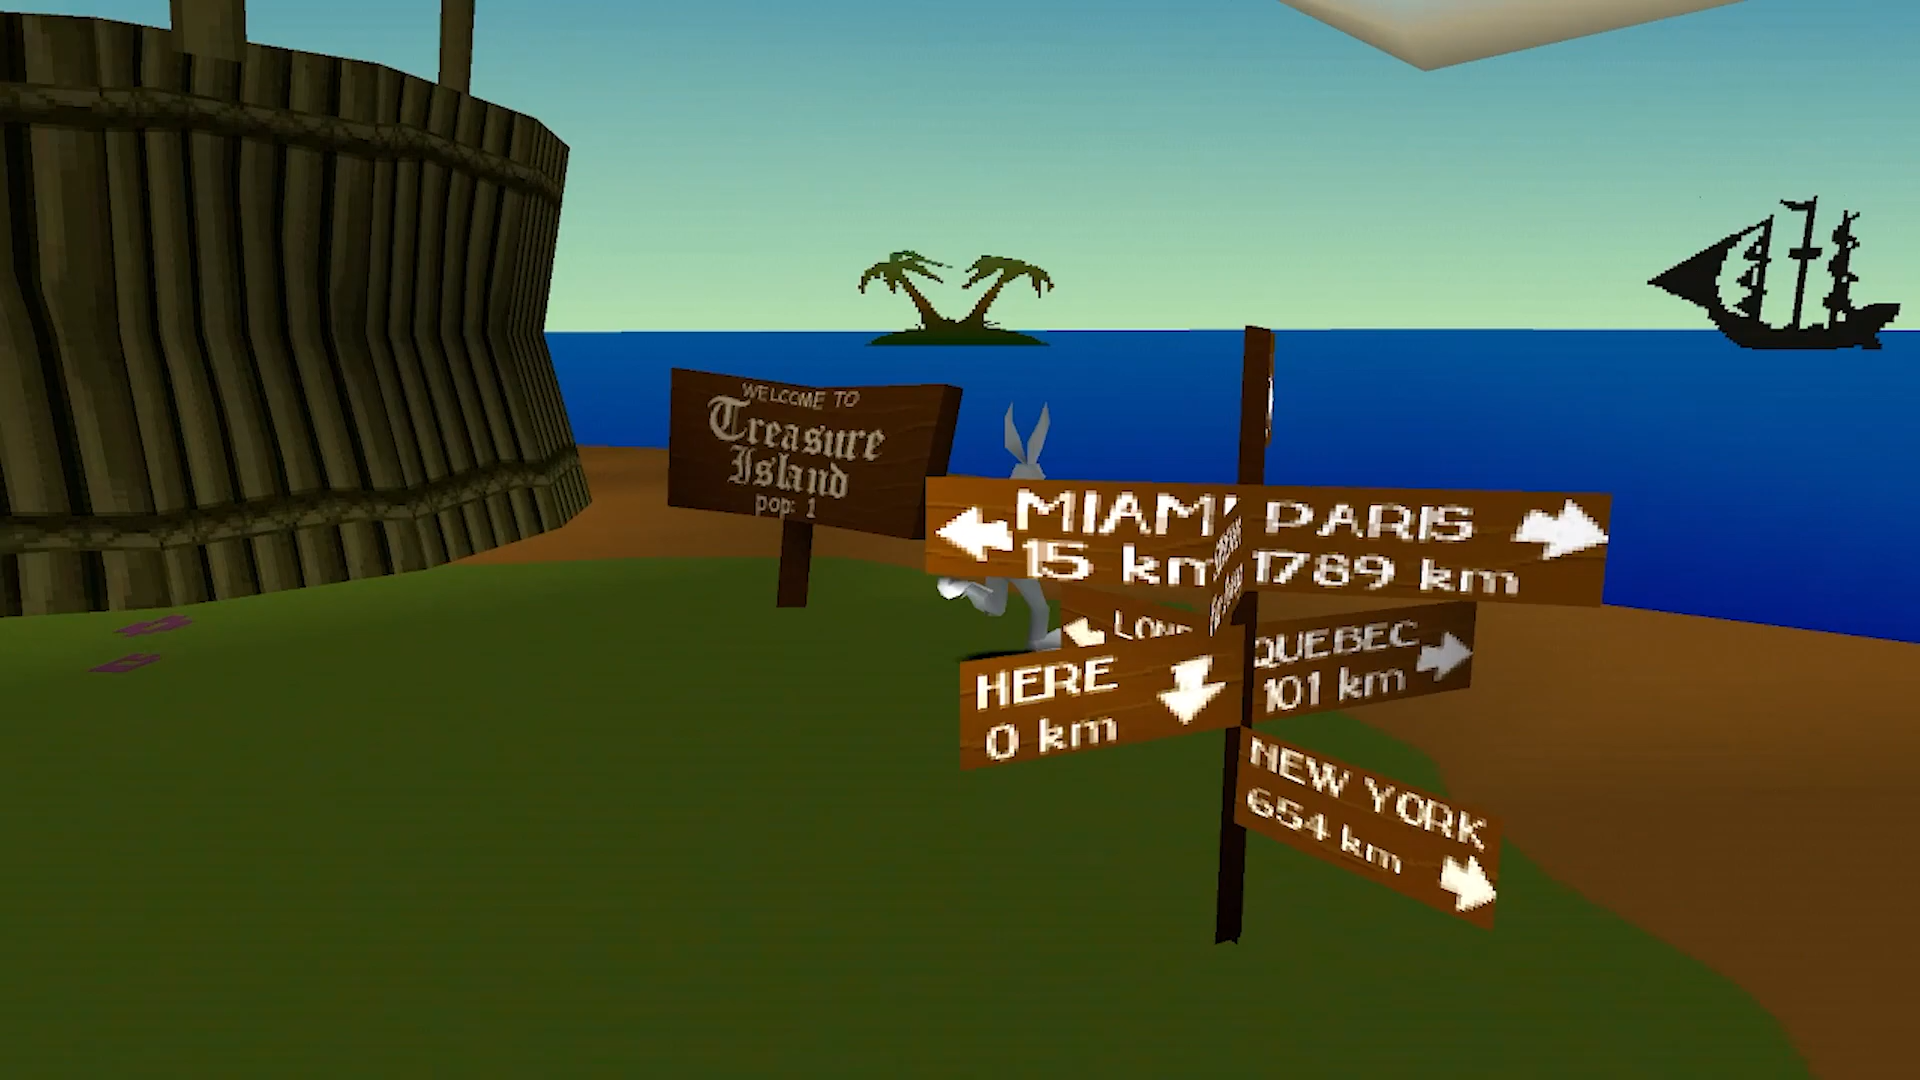 WELCOME TO
Treasure
Island
pop: 1
MIAMI
15 km
PARIS
1789 km
QUEBEC
101 km
HERE
0 km
NEW YORK
654 km